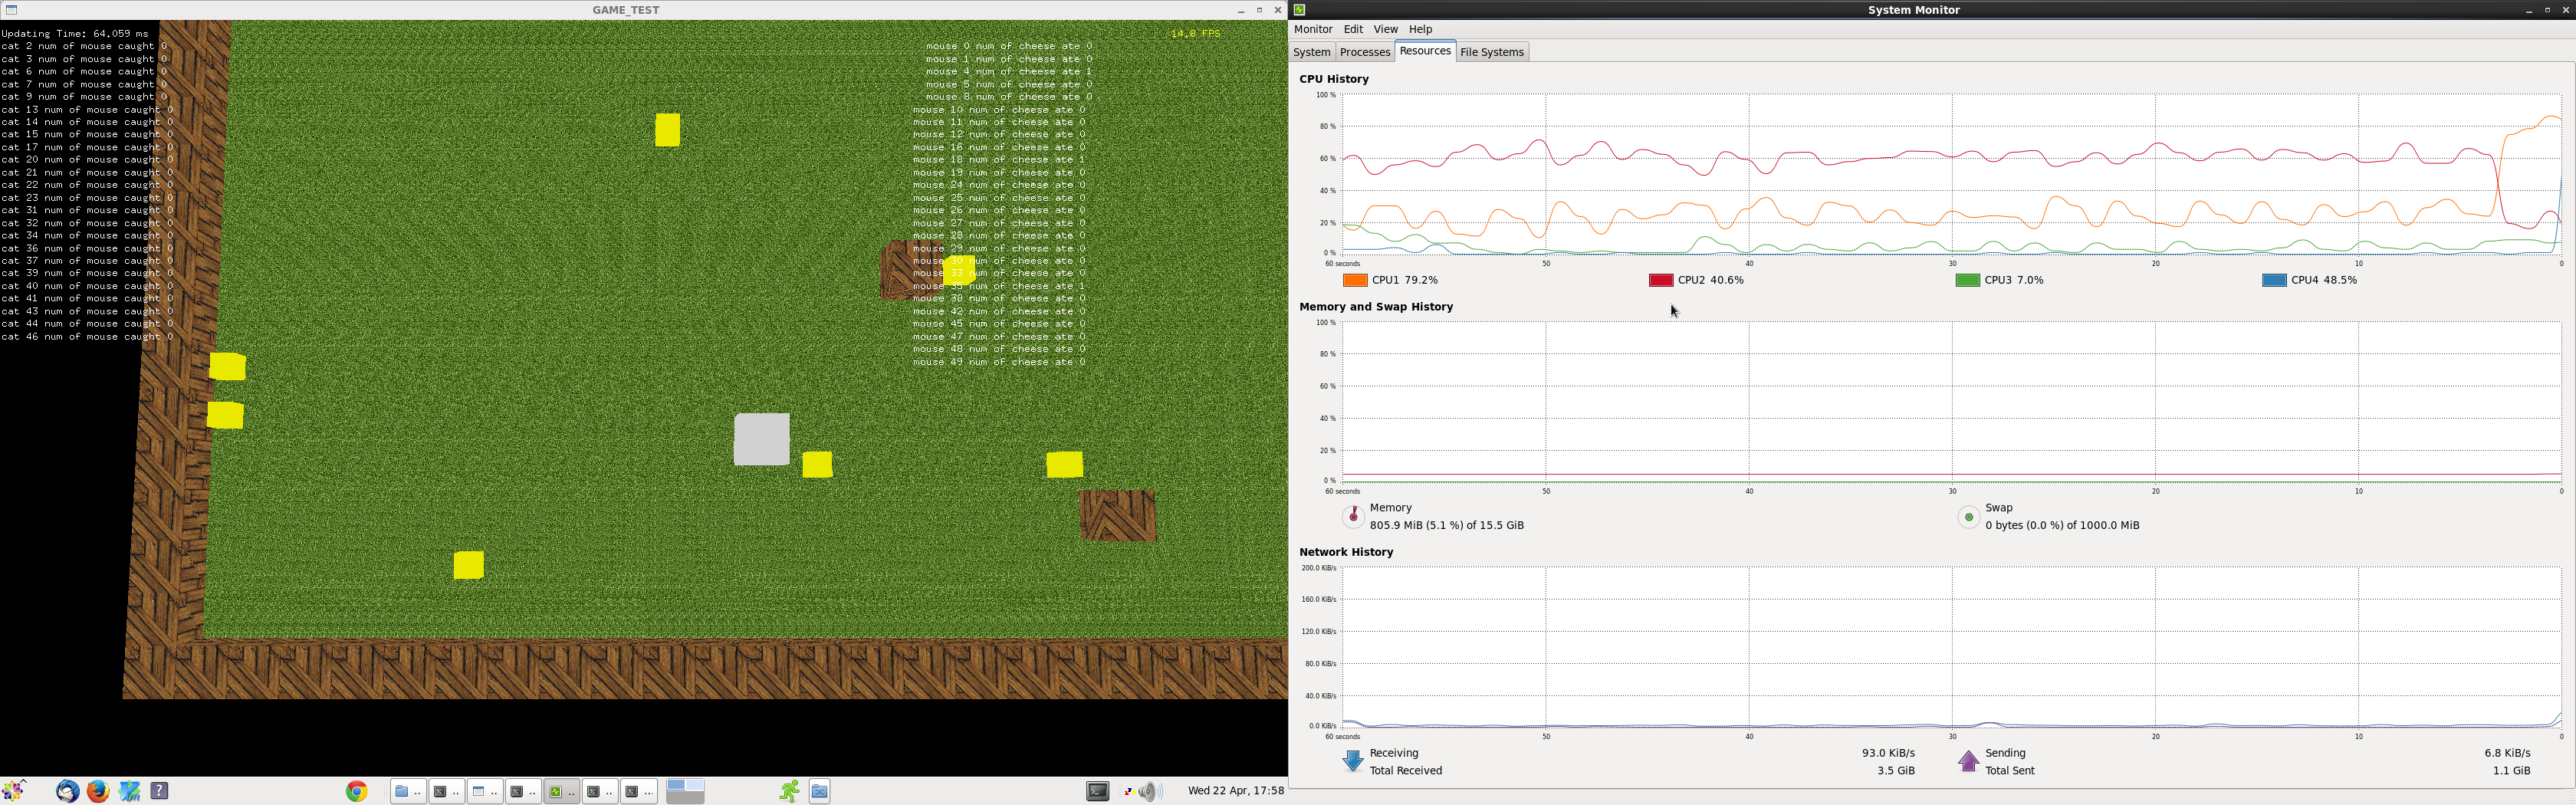 GAME_TEST
Updating Time: 64.059 ms
14.8 FPS
cat 2 num of mouse caught 0
cat 3 num of mouse caught 0
cat 6 num of mouse caught 0
cat 7 num of mouse caught 0
cat 9 num of mouse caught 0
cat 13 num of mouse caught 0
cat 14 num of mouse caught 0
cat 15 num of mouse caught 0
cat 17 num of mouse caught 0
cat 20 num of mouse caught 0
cat 21 num of mouse caught 0
cat 22 num of mouse caught 0
cat 23 num of mouse caught 0
cat 31 num of mouse caught 0
cat 32 num of mouse caught 0
cat 34 num of mouse caught 0
cat 36 num of mouse caught 0
cat 37 num of mouse caught 0
cat 39 num of mouse caught 0
cat 40 num of mouse caught 0
cat 41 num of mouse caught 0
cat 43 num of mouse caught 0
cat 44 num of mouse caught 0
cat 46 num of mouse caught 0
mouse 0 num of cheese ate 0
mouse 1 num of cheese ate 0
mouse 4 num of cheese ate 1
mouse 5 num of cheese ate 0
mouse 8 num of cheese ate 0
mouse 10 num of cheese ate 0
mouse 11 num of cheese ate 0
mouse 12 num of cheese ate 0
mouse 16 num of cheese ate 0
mouse 18 num of cheese ate 1
mouse 19 num of cheese ate 0
mouse 24 num of cheese ate 0
mouse 25 num of cheese ate 0
mouse 26 num of cheese ate 0
mouse 27 num of cheese ate 0
mouse 28 num of cheese ate 0
mouse 29 num of cheese ate 0
mouse 30 num of cheese ate 0
mouse 33 num of cheese ate 0
mouse 35 num of cheese ate 1
mouse 38 num of cheese ate 0
mouse 42 num of cheese ate 0
mouse 45 num of cheese ate 0
mouse 47 num of cheese ate 0
mouse 48 num of cheese ate 0
mouse 49 num of cheese ate 0
Wed 22 Apr, 17:58
System Monitor
Monitor Edit View Help
System Processes Resources File Systems
CPU History
100 %
80 %
60 %
40 %
20 %
0 %
60 seconds 50 40 30 20 10 0
CPU1 79.2% CPU2 40.6% CPU3 7.0% CPU4 48.5%
Memory and Swap History
100 %
80 %
60 %
40 %
20 %
0 %
60 seconds 50 40 30 20 10 0
Memory Swap
805.9 MiB (5.1 %) of 15.5 GiB 0 bytes (0.0 %) of 1000.0 MiB
Network History
200.0 KiB/s
160.0 KiB/s
120.0 KiB/s
80.0 KiB/s
40.0 KiB/s
0.0 KiB/s
60 seconds 50 40 30 20 10 0
Receiving 93.0 KiB/s Sending 6.8 KiB/s
Total Received 3.5 GiB Total Sent 1.1 GiB